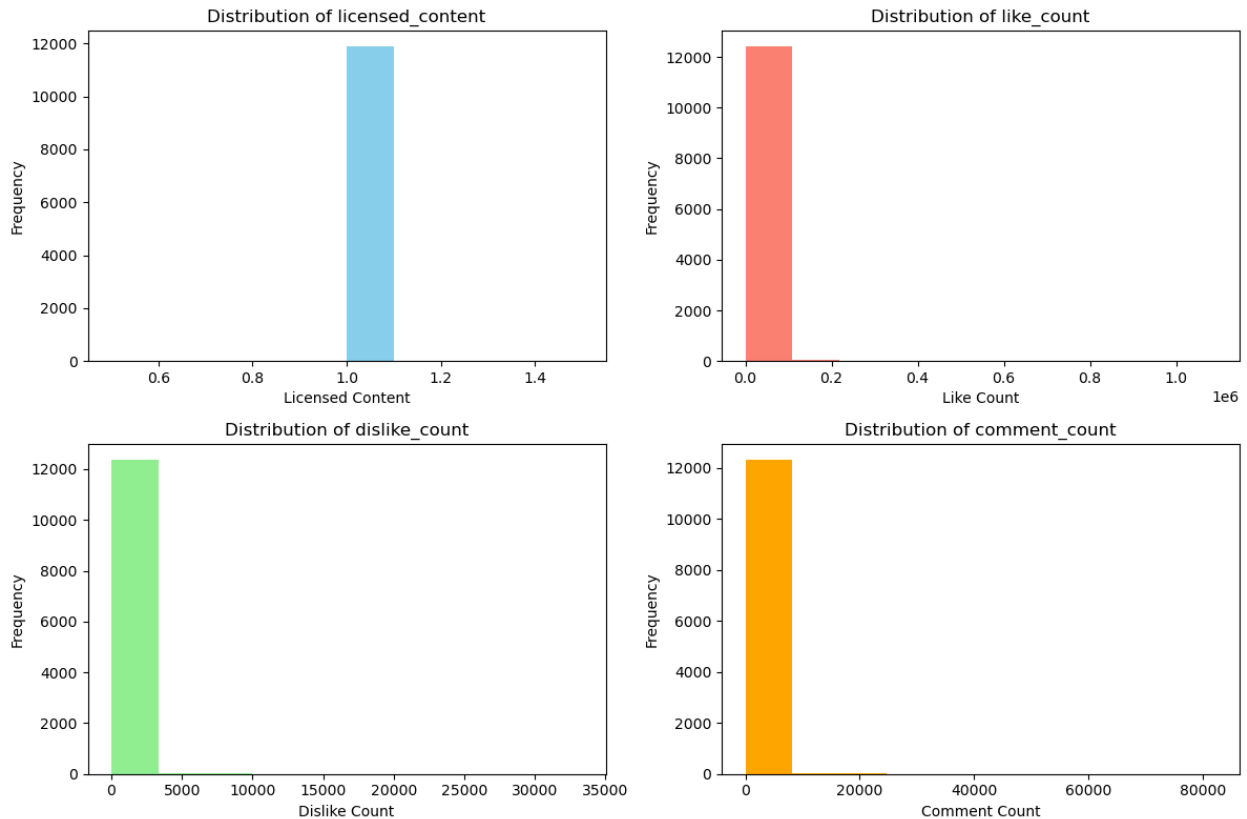 Distribution of licensed_content
12000
10000
8000
6000
4000
2000
0
Frequency
0.6 0.8 1.0 1.2 1.4
Licensed Content
Distribution of like_count
12000
10000
8000
6000
4000
2000
0
Frequency
0.0 0.2 0.4 0.6 0.8 1.0
1e6
Like Count
Distribution of dislike_count
12000
10000
8000
6000
4000
2000
0
Frequency
0 5000 10000 15000 20000 25000 30000 35000
Dislike Count
Distribution of comment_count
12000
10000
8000
6000
4000
2000
0
Frequency
0 20000 40000 60000 80000
Comment Count